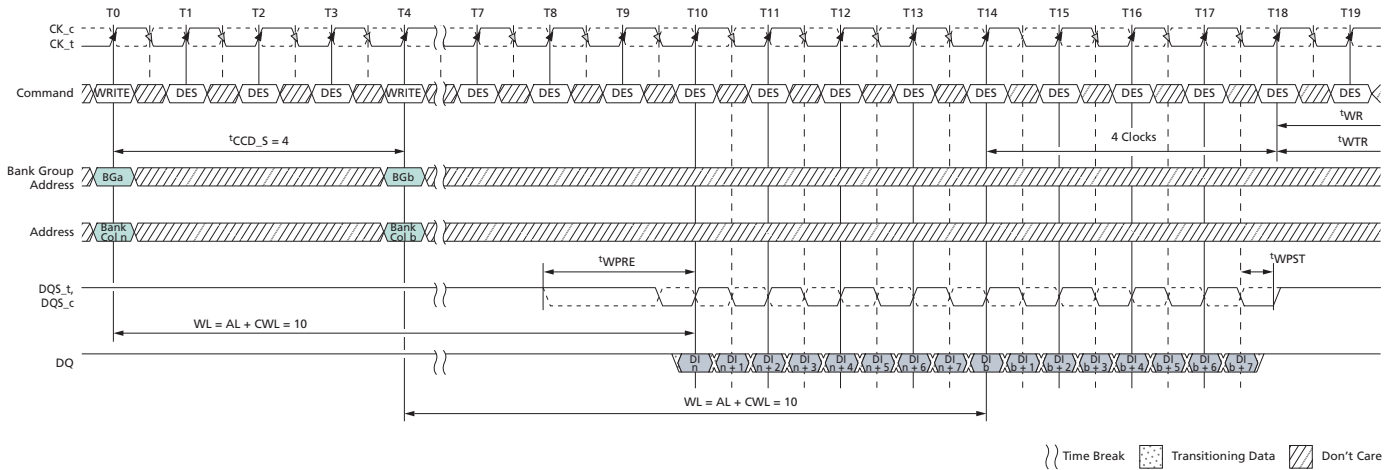 T0 T1 T2 T3 T4 T7 T8 T9 T10 T11 T12 T13 T14 T15 T16 T17 T18 T19
CK_c
CK_t
Command WRITE DES DES DES WRITE DES DES DES DES DES DES DES DES DES DES DES DES DES
tWR
tCCD_S = 4 4 Clocks
tWTR
Bank Group
Address BGa BGb
Address Bank
Col n Bank
Col b
tWPRE tWPST
DQS_t,
DQS_c
WL = AL + CWL = 10
DQ DI
n DI
n + 1 DI
n + 2 DI
n + 3 DI
n + 4 DI
n + 5 DI
n + 6 DI
n + 7 DI
b DI
b + 1 DI
b + 2 DI
b + 3 DI
b + 4 DI
b + 5 DI
b + 6 DI
b + 7
WL = AL + CWL = 10
Time Break Transitioning Data Don't Care